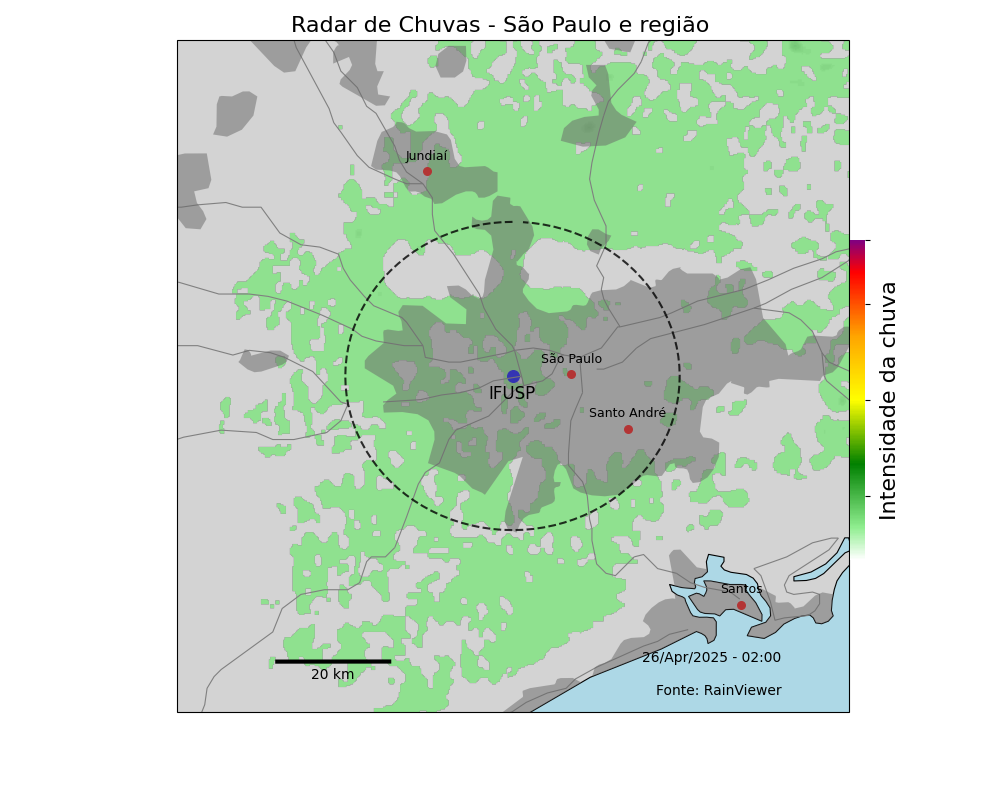 Radar de Chuvas - São Paulo e região
Jundiaí
São Paulo
IFUSP
Santo André
Intensidade da chuva
Santos
26/Apr/2025 - 02:00
20 km
Fonte: RainViewer